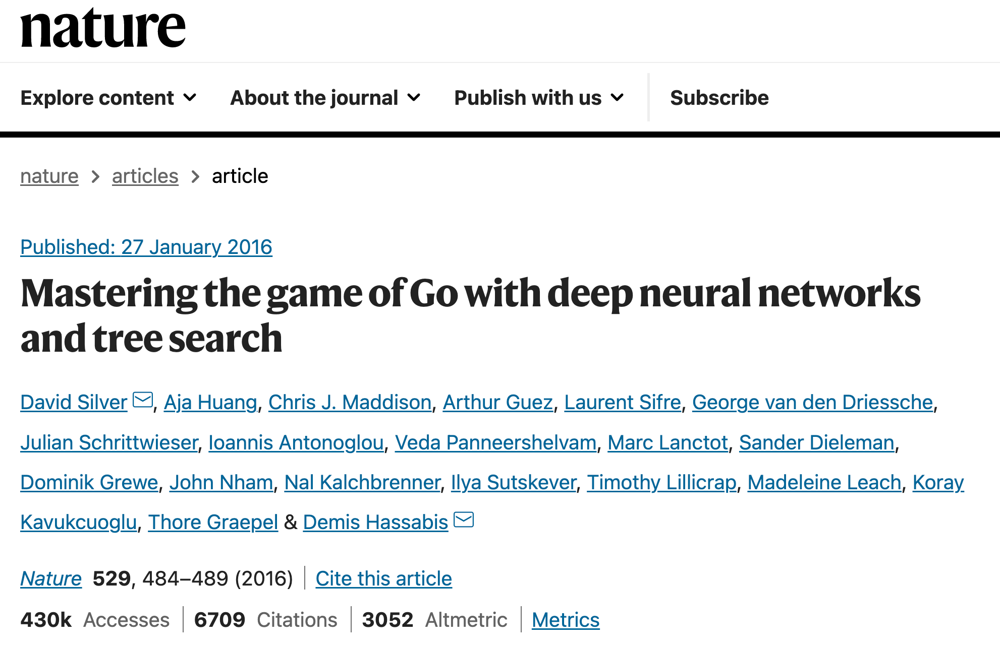 nature
Explore content About the journal Publish with us Subscribe
nature > articles > article
Published: 27 January 2016
Mastering the game of Go with deep neural networks
and tree search
David Silver, Aja Huang, Chris J. Maddison, Arthur Guez, Laurent Sifre, George van den Driessche,
Julian Schrittwieser, Ioannis Antonoglou, Veda Panneershelvam, Marc Lanctot, Sander Dieleman,
Dominik Grewe, John Nham, Nal Kalchbrenner, Ilya Sutskever, Timothy Lillicrap, Madeleine Leach, Koray
Kavukcuoglu, Thore Graepel & Demis Hassabis
Nature 529, 484–489 (2016) | Cite this article
430k Accesses | 6709 Citations | 3052 Altmetric | Metrics